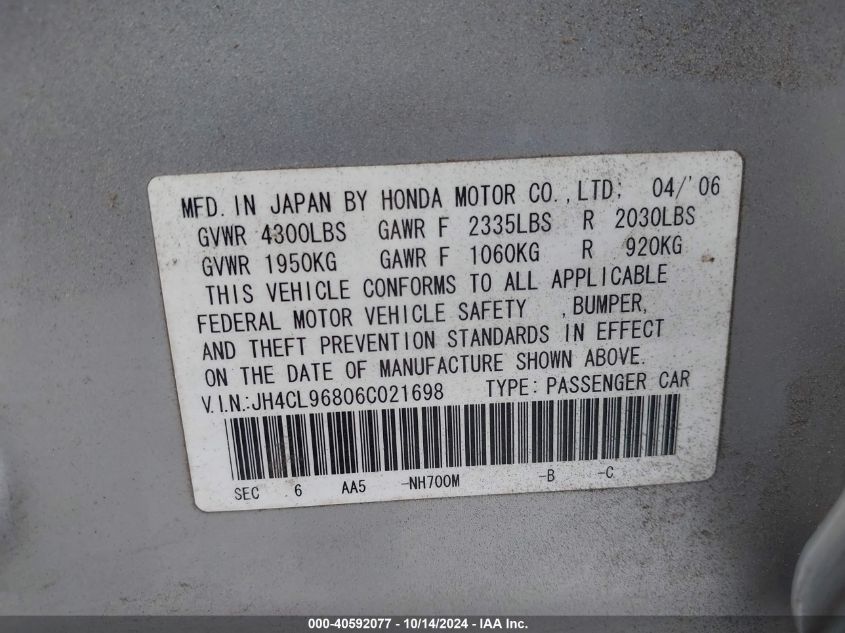 MFD. IN JAPAN BY HONDA MOTOR CO., LTD. 04/'06
GVWR 4300LBS GAWR F 2335LBS R 2030LBS
GVWR 1950KG GAWR F 1060KG R 920KG
THIS VEHICLE CONFORMS TO ALL APPLICABLE
FEDERAL MOTOR VEHICLE SAFETY , BUMPER,
AND THEFT PREVENTION STANDARDS IN EFFECT
ON THE DATE OF MANUFACTURE SHOWN ABOVE.
V.I.N.:JH4CL96806C021698 TYPE: PASSENGER CAR
SEC 6 AA5 -NH700M -B -C
000-40592077 - 10/14/2024 - IAA Inc.